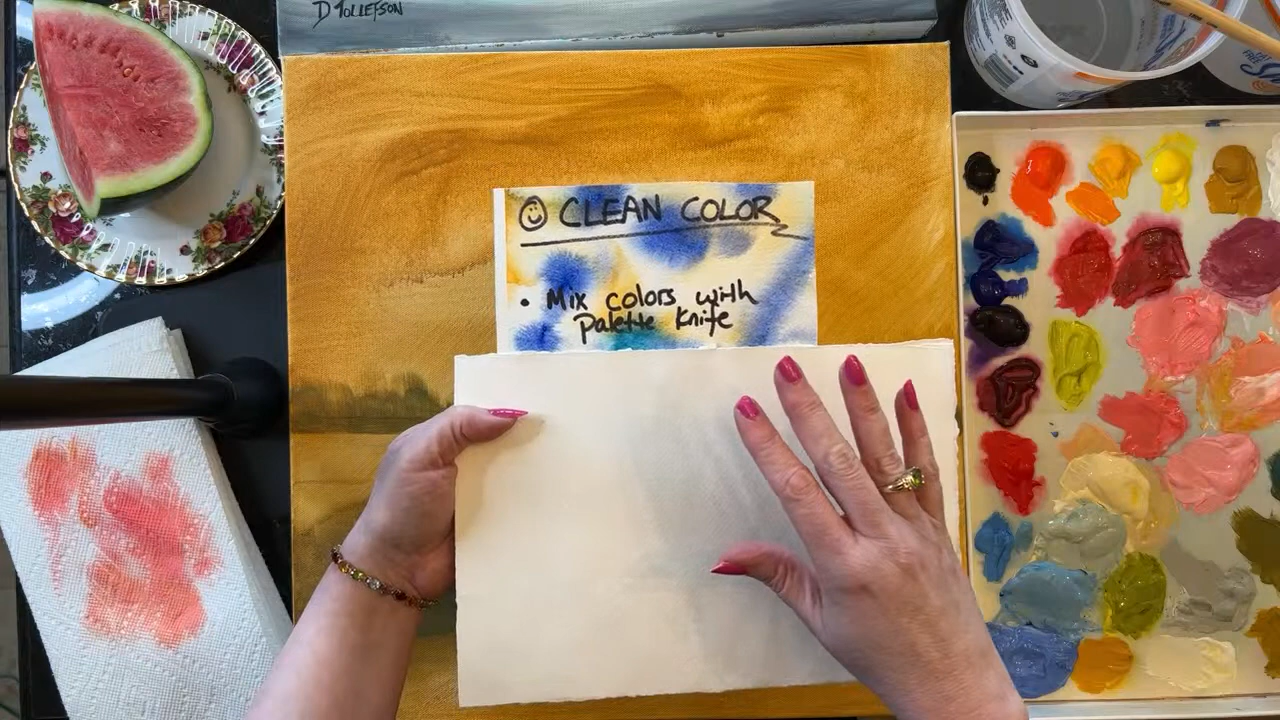 D TOLLEFSON
☺ CLEAN COLOR
• Mix colors with
Palette Knife